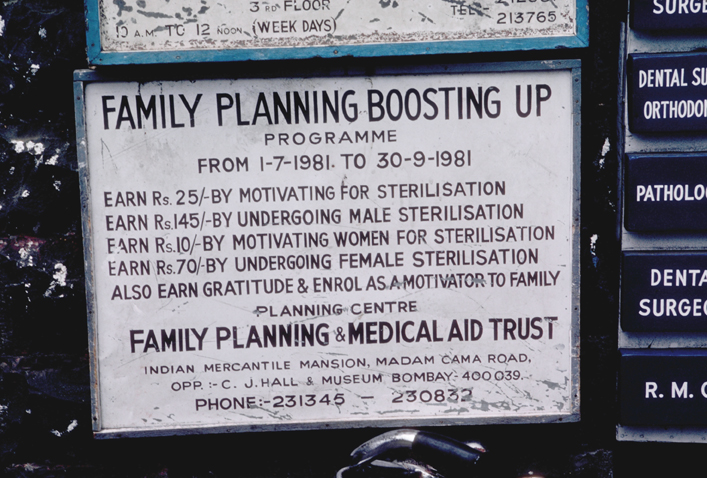 3RD FLOOR
10 A.M. TO 12 NOON (WEEK DAYS)
TEL-
213765
FAMILY PLANNING BOOSTING UP
PROGRAMME
FROM 1-7-1981. TO 30-9-1981
EARN Rs. 25/-BY MOTIVATING FOR STERILISATION
EARN Rs.145/-BY UNDERGOING MALE STERILISATION
EARN Rs.10/-BY MOTIVATING WOMEN FOR STERILISATION
EARN Rs.70/-BY UNDERGOING FEMALE STERILISATION
ALSO EARN GRATITUDE & ENROL AS A MOTIVATOR TO FAMILY
PLANNING CENTRE
FAMILY PLANNING & MEDICAL AID TRUST
INDIAN MERCANTILE MANSION, MADAM CAMA ROAD,
OPP. :- C. J. HALL & MUSEUM BOMBAY-400039.
PHONE:-231345 — 230832
SURGE
DENTAL SU
ORTHODON
PATHOLO
DENTA
SURGEO
R. M.